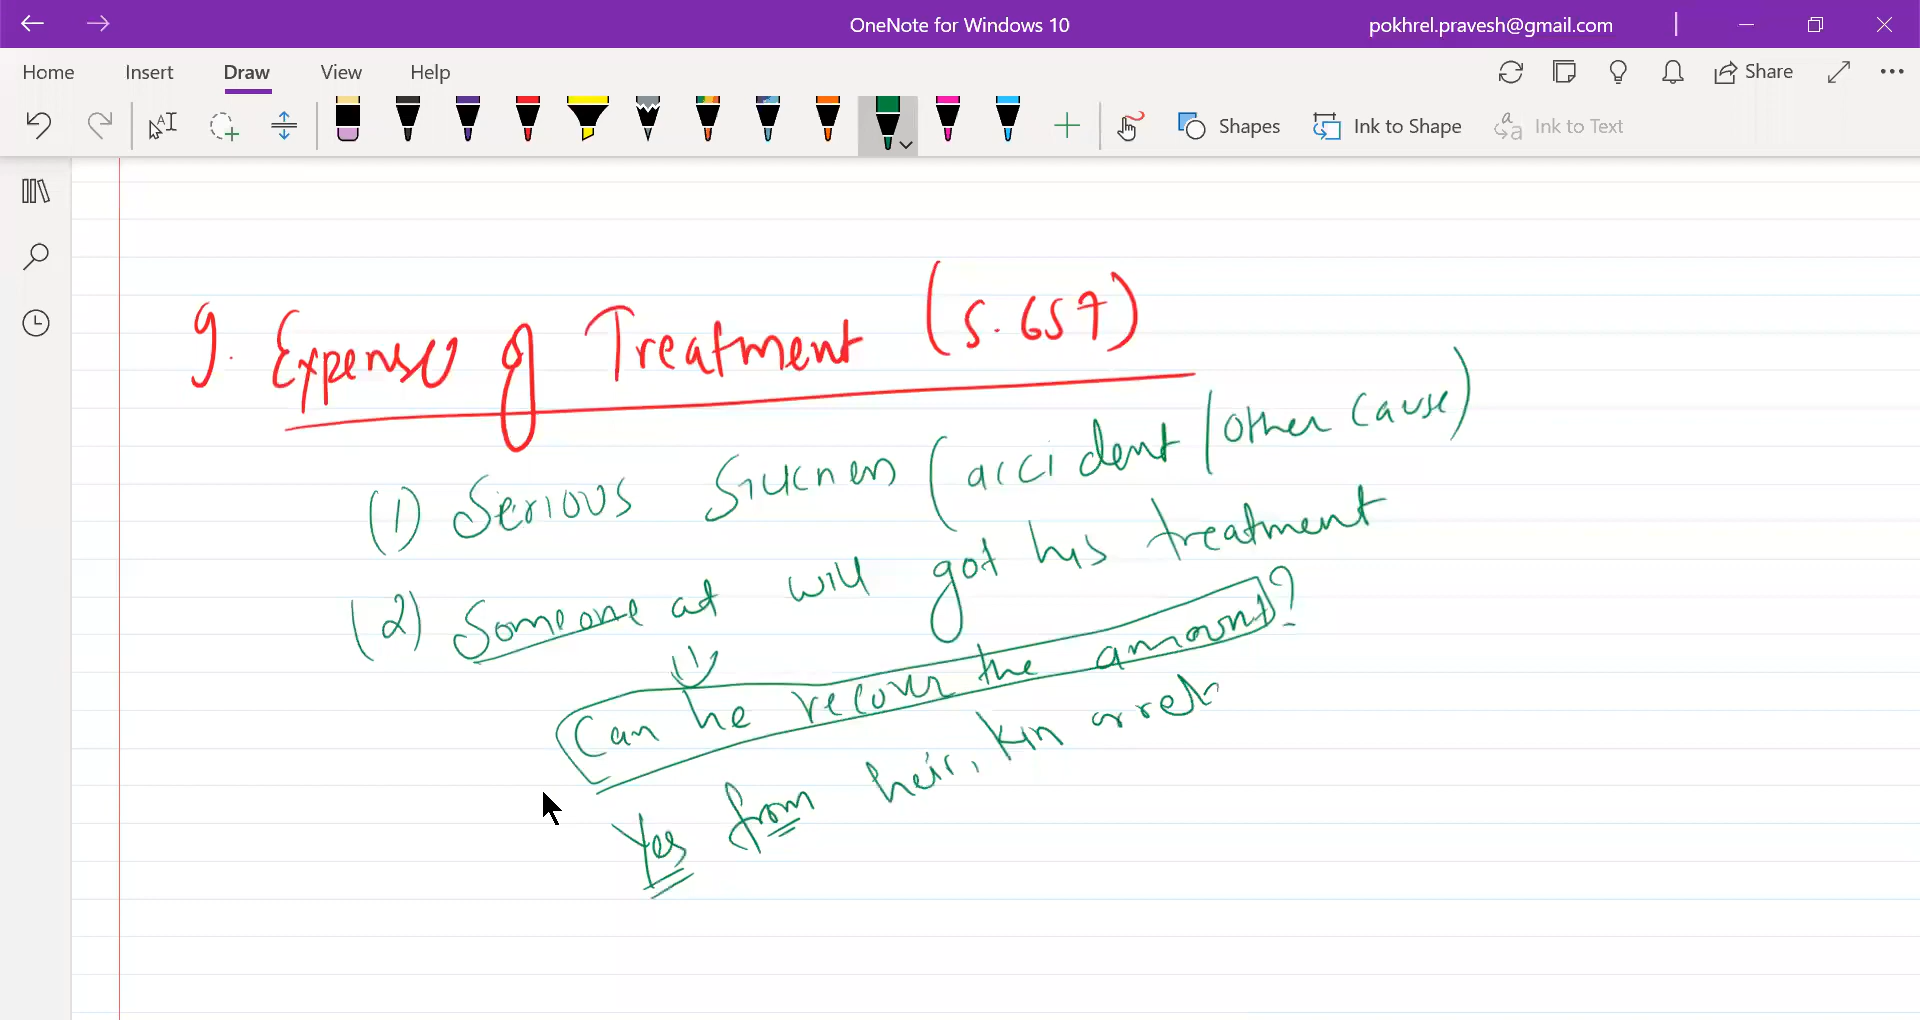 OneNote for Windows 10
pokhrel.pravesh@gmail.com
Home Insert Draw View Help
Share
Shapes Ink to Shape Ink to Text
9. Expense of Treatment (S. 657)
(1) Serious Sickness (accident / other cause)
(2) Someone at will got his treatment
Can he recover the amount?
Yes from heir, kin or